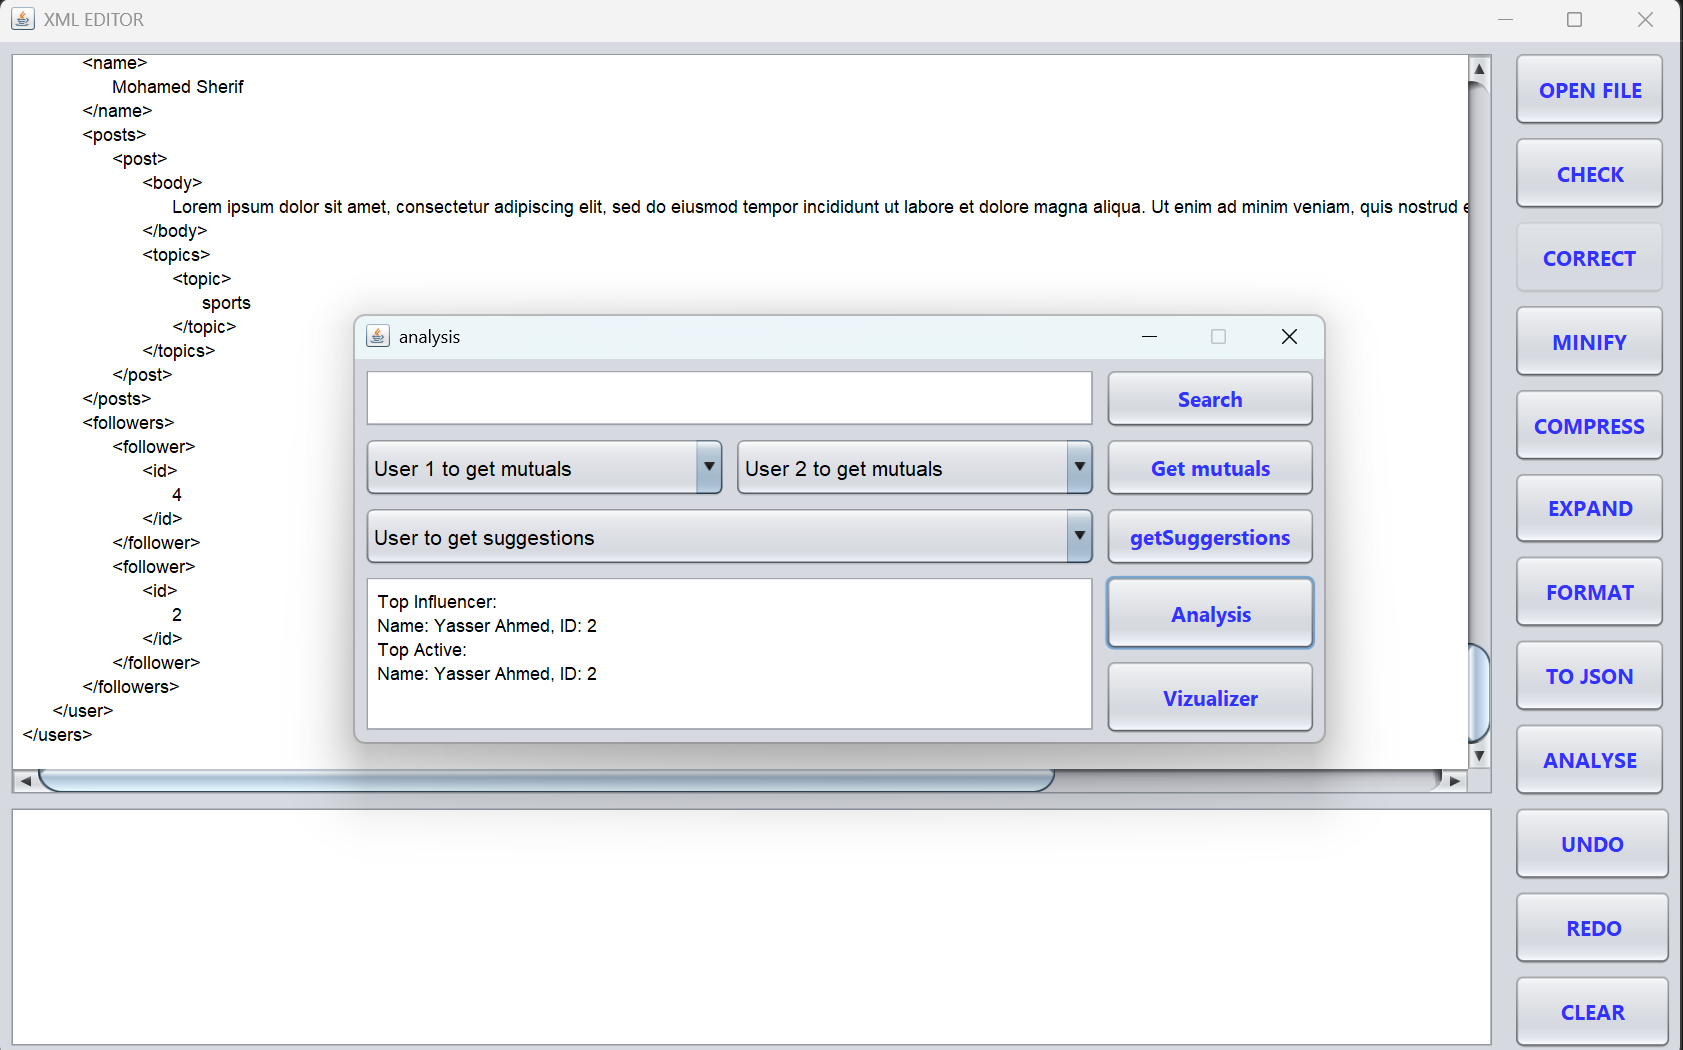 XML EDITOR
<name>
Mohamed Sherif
</name>
<posts>
<post>
<body>
Lorem ipsum dolor sit amet, consectetur adipiscing elit, sed do eiusmod tempor incididunt ut labore et dolore magna aliqua. Ut enim ad minim veniam, quis nostrud e
</body>
<topics>
<topic>
sports
</topic>
</topics>
</post>
</posts>
<followers>
<follower>
<id>
4
</id>
</follower>
<follower>
<id>
2
</id>
</follower>
</followers>
</user>
</users>
analysis
Search
User 1 to get mutuals
User 2 to get mutuals
Get mutuals
User to get suggestions
getSuggerstions
Top Influencer:
Name: Yasser Ahmed, ID: 2
Top Active:
Name: Yasser Ahmed, ID: 2
Analysis
Vizualizer
OPEN FILE
CHECK
CORRECT
MINIFY
COMPRESS
EXPAND
FORMAT
TO JSON
ANALYSE
UNDO
REDO
CLEAR